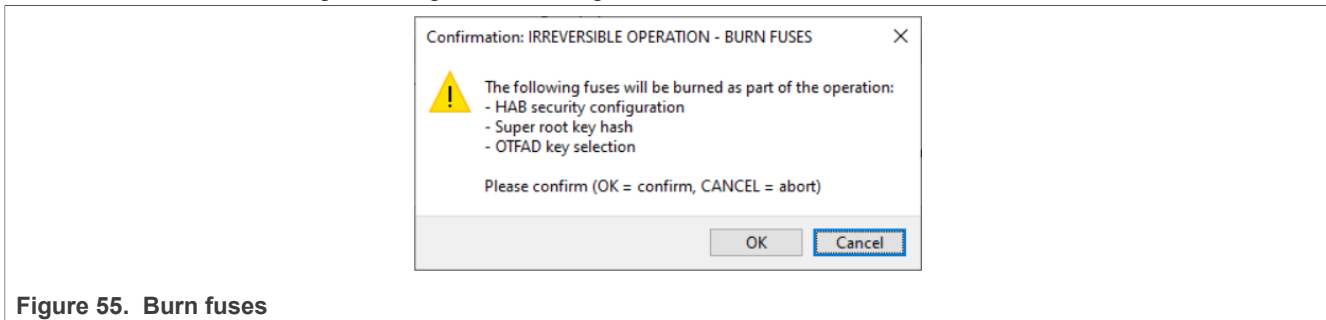 Confirmation: IRREVERSIBLE OPERATION - BURN FUSES
The following fuses will be burned as part of the operation:
- HAB security configuration
- Super root key hash
- OTFAD key selection
Please confirm (OK = confirm, CANCEL = abort)
OK Cancel
Figure 55. Burn fuses